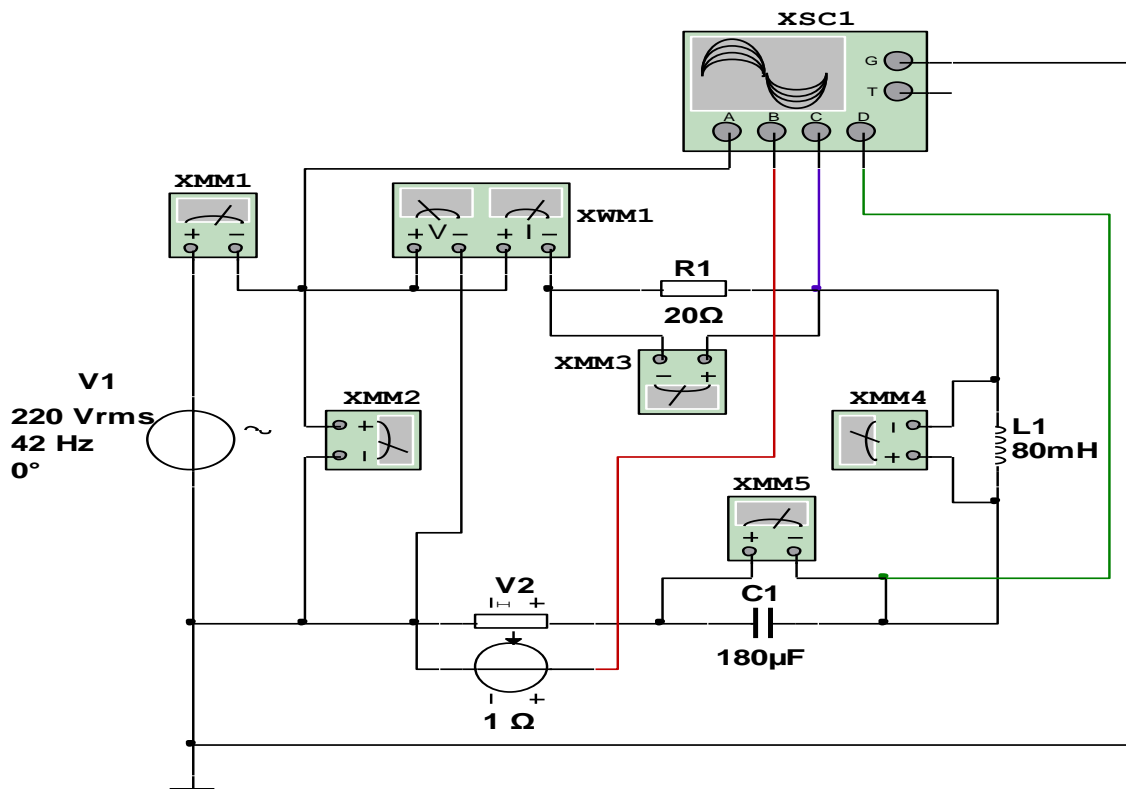 XSC1
G
T
A B C D
XMM1
+ −
XWM1
+ V − + I −
R1
20Ω
XMM3
− +
V1
220 Vrms
42 Hz
0°
~
XMM2
+
−
XMM4
−
+
L1
80mH
XMM5
+ −
V2
− +
C1
180µF
− +
1 Ω